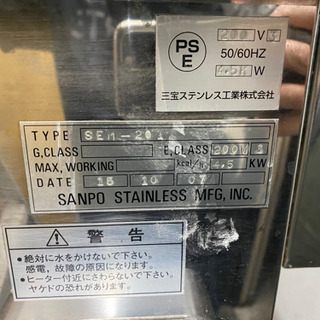 PS
E
200 V
50/60HZ
4.5K W
三宝ステンレス工業株式会社
TYPE SEM-201
G,CLASS E,CLASS 200V 1
MAX, WORKING kcal/h 4.5 KW
DATE 18 10 07
SANPO STAINLESS MFG, INC.
警告
●絶対に水をかけないで下さい。
感電，故障の原因になります。
●ヒーター付近にさわらないで下さい。
ヤケドの恐れがあります。